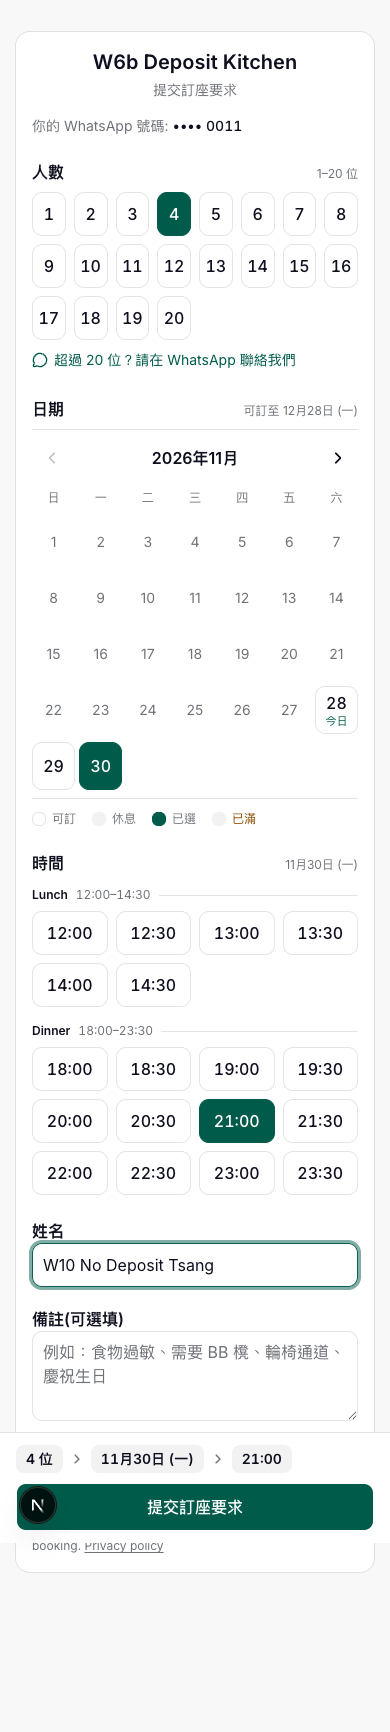 W6b Deposit Kitchen
提交訂座要求
你的 WhatsApp 號碼: •••• 0011
人數 1–20 位
1 2 3 4 5 6 7 8
9 10 11 12 13 14 15 16
17 18 19 20
超過 20 位？請在 WhatsApp 聯絡我們
日期 可訂至 12月28日 (一)
2026年11月
日 一 二 三 四 五 六
1 2 3 4 5 6 7
8 9 10 11 12 13 14
15 16 17 18 19 20 21
22 23 24 25 26 27 28
今日
29 30
可訂 休息 已選 已滿
時間 11月30日 (一)
Lunch 12:00–14:30
12:00 12:30 13:00 13:30
14:00 14:30
Dinner 18:00–23:30
18:00 18:30 19:00 19:30
20:00 20:30 21:00 21:30
22:00 22:30 23:00 23:30
姓名
W10 No Deposit Tsang
備註(可選填)
例如：食物過敏、需要 BB 櫈、輪椅通道、
慶祝生日
4 位 11月30日 (一) 21:00
N 提交訂座要求
booking. Privacy policy